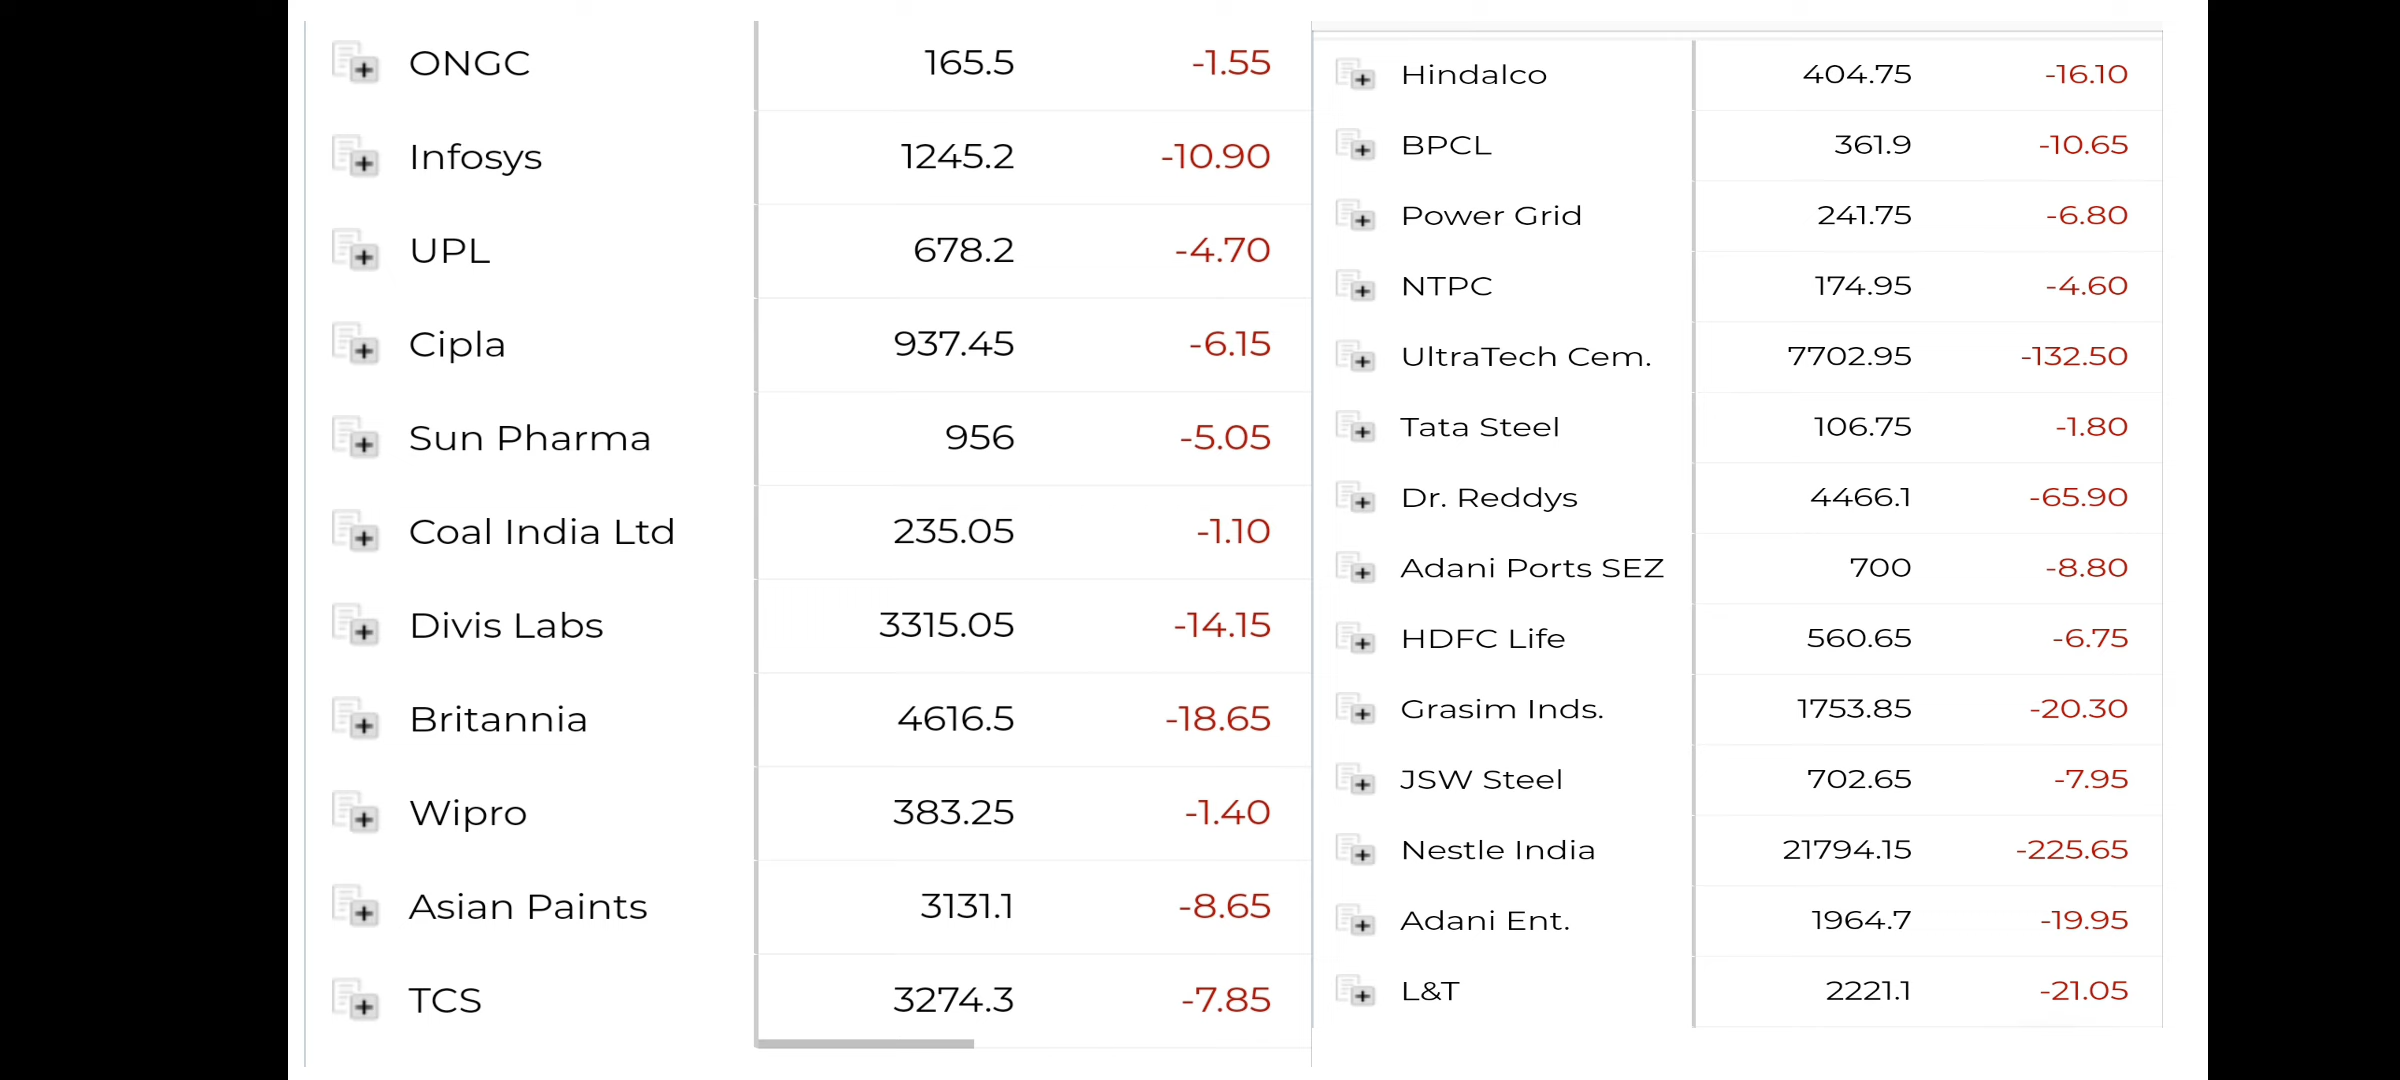 ONGC 165.5 -1.55
Infosys 1245.2 -10.90
UPL 678.2 -4.70
Cipla 937.45 -6.15
Sun Pharma 956 -5.05
Coal India Ltd 235.05 -1.10
Divis Labs 3315.05 -14.15
Britannia 4616.5 -18.65
Wipro 383.25 -1.40
Asian Paints 3131.1 -8.65
TCS 3274.3 -7.85
Hindalco 404.75 -16.10
BPCL 361.9 -10.65
Power Grid 241.75 -6.80
NTPC 174.95 -4.60
UltraTech Cem. 7702.95 -132.50
Tata Steel 106.75 -1.80
Dr. Reddys 4466.1 -65.90
Adani Ports SEZ 700 -8.80
HDFC Life 560.65 -6.75
Grasim Inds. 1753.85 -20.30
JSW Steel 702.65 -7.95
Nestle India 21794.15 -225.65
Adani Ent. 1964.7 -19.95
L&T 2221.1 -21.05